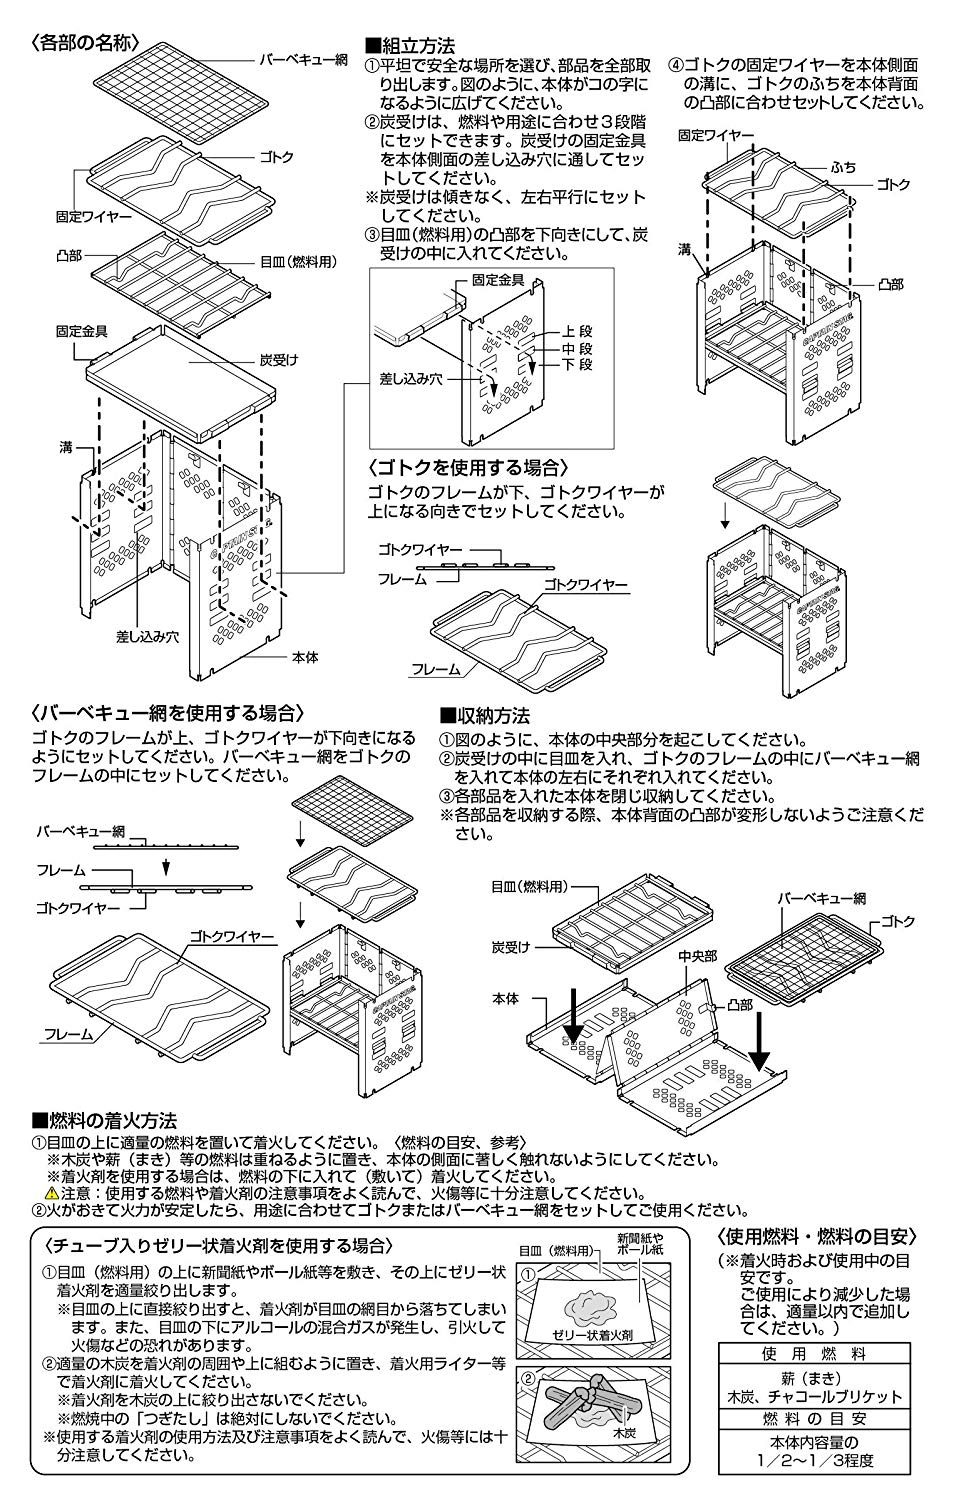 〈各部の名称〉
バーベキュー網
ゴトク
固定ワイヤー
凸部
目皿(燃料用)
固定金具
炭受け
溝
CAPTAIN STAG
差し込み穴
本体
■組立方法
①平坦で安全な場所を選び、部品を全部取
り出します。図のように、本体がコの字に
なるように広げてください。
②炭受けは、燃料や用途に合わせ3段階
にセットできます。炭受けの固定金具
を本体側面の差し込み穴に通してセッ
トしてください。
※炭受けは傾きなく、左右平行にセット
してください。
③目皿(燃料用)の凸部を下向きにして、炭
受けの中に入れてください。
固定金具
上段
中段
下段
差し込み穴
④ゴトクの固定ワイヤーを本体側面
の溝に、ゴトクのふちを本体背面
の凸部に合わせセットしてください。
固定ワイヤー
ふち
ゴトク
溝
凸部
CAPTAIN STAG
〈ゴトクを使用する場合〉
ゴトクのフレームが下、ゴトクワイヤーが
上になる向きでセットしてください。
ゴトクワイヤー
フレーム
ゴトクワイヤー
フレーム
CAPTAIN STAG
〈バーベキュー網を使用する場合〉
ゴトクのフレームが上、ゴトクワイヤーが下向きになる
ようにセットしてください。バーベキュー網をゴトクの
フレームの中にセットしてください。
バーベキュー網
フレーム
ゴトクワイヤー
ゴトクワイヤー
フレーム
CAPTAIN STAG
■収納方法
①図のように、本体の中央部分を起こしてください。
②炭受けの中に目皿を入れ、ゴトクのフレームの中にバーベキュー網
を入れて本体の左右にそれぞれ入れてください。
③各部品を入れた本体を閉じ収納してください。
※各部品を収納する際、本体背面の凸部が変形しないようご注意くだ
さい。
目皿(燃料用)
炭受け
本体
中央部
凸部
バーベキュー網
ゴトク
■燃料の着火方法
①目皿の上に適量の燃料を置いて着火してください。〈燃料の目安、参考〉
※木炭や薪（まき）等の燃料は重ねるように置き、本体の側面に著しく触れないようにしてください。
※着火剤を使用する場合は、燃料の下に入れて（敷いて）着火してください。
⚠注意：使用する燃料や着火剤の注意事項をよく読んで、火傷等に十分注意してください。
②火がおきて火力が安定したら、用途に合わせてゴトクまたはバーベキュー網をセットしてご使用ください。
〈チューブ入りゼリー状着火剤を使用する場合〉
①目皿（燃料用）の上に新聞紙やボール紙等を敷き、その上にゼリー状
着火剤を適量絞り出します。
※目皿の上に直接絞り出すと、着火剤が目皿の網目から落ちてしまい
ます。また、目皿の下にアルコールの混合ガスが発生し、引火して
火傷などの恐れがあります。
②適量の木炭を着火剤の周囲や上に組むように置き、着火用ライター等
で着火剤に着火してください。
※着火剤を木炭の上に絞り出さないでください。
※燃焼中の「つぎたし」は絶対にしないでください。
※使用する着火剤の使用方法及び注意事項をよく読んで、火傷等には十
分注意してください。
目皿（燃料用）
新聞紙や
ボール紙
①
ゼリー状着火剤
②
木炭
〈使用燃料・燃料の目安〉
(※着火時および使用中の目
安です。
ご使用により減少した場
合は、適量以内で追加し
てください。)
使用燃料
薪（まき）
木炭、チャコールブリケット
燃料の目安
本体内容量の
1／2～1／3程度